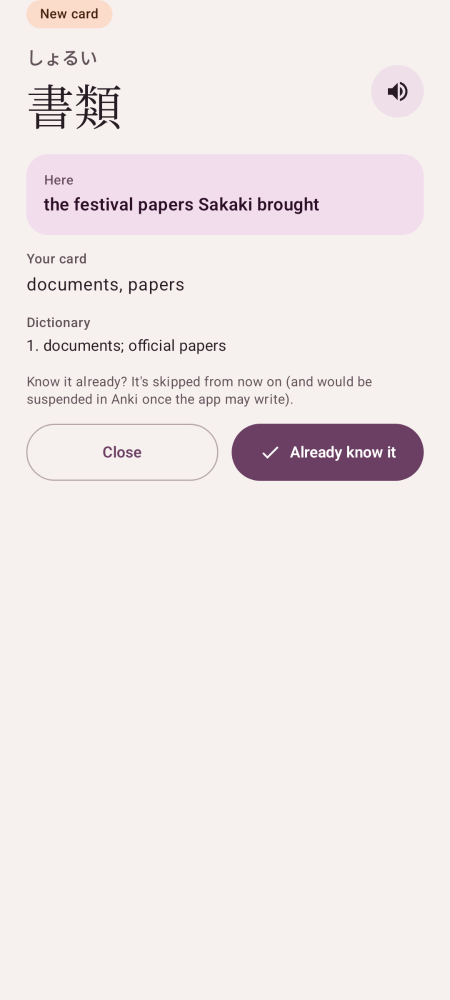 New card
しょるい
書類
Here
the festival papers Sakaki brought
Your card
documents, papers
Dictionary
1. documents; official papers
Know it already? It's skipped from now on (and would be
suspended in Anki once the app may write).
Close
Already know it